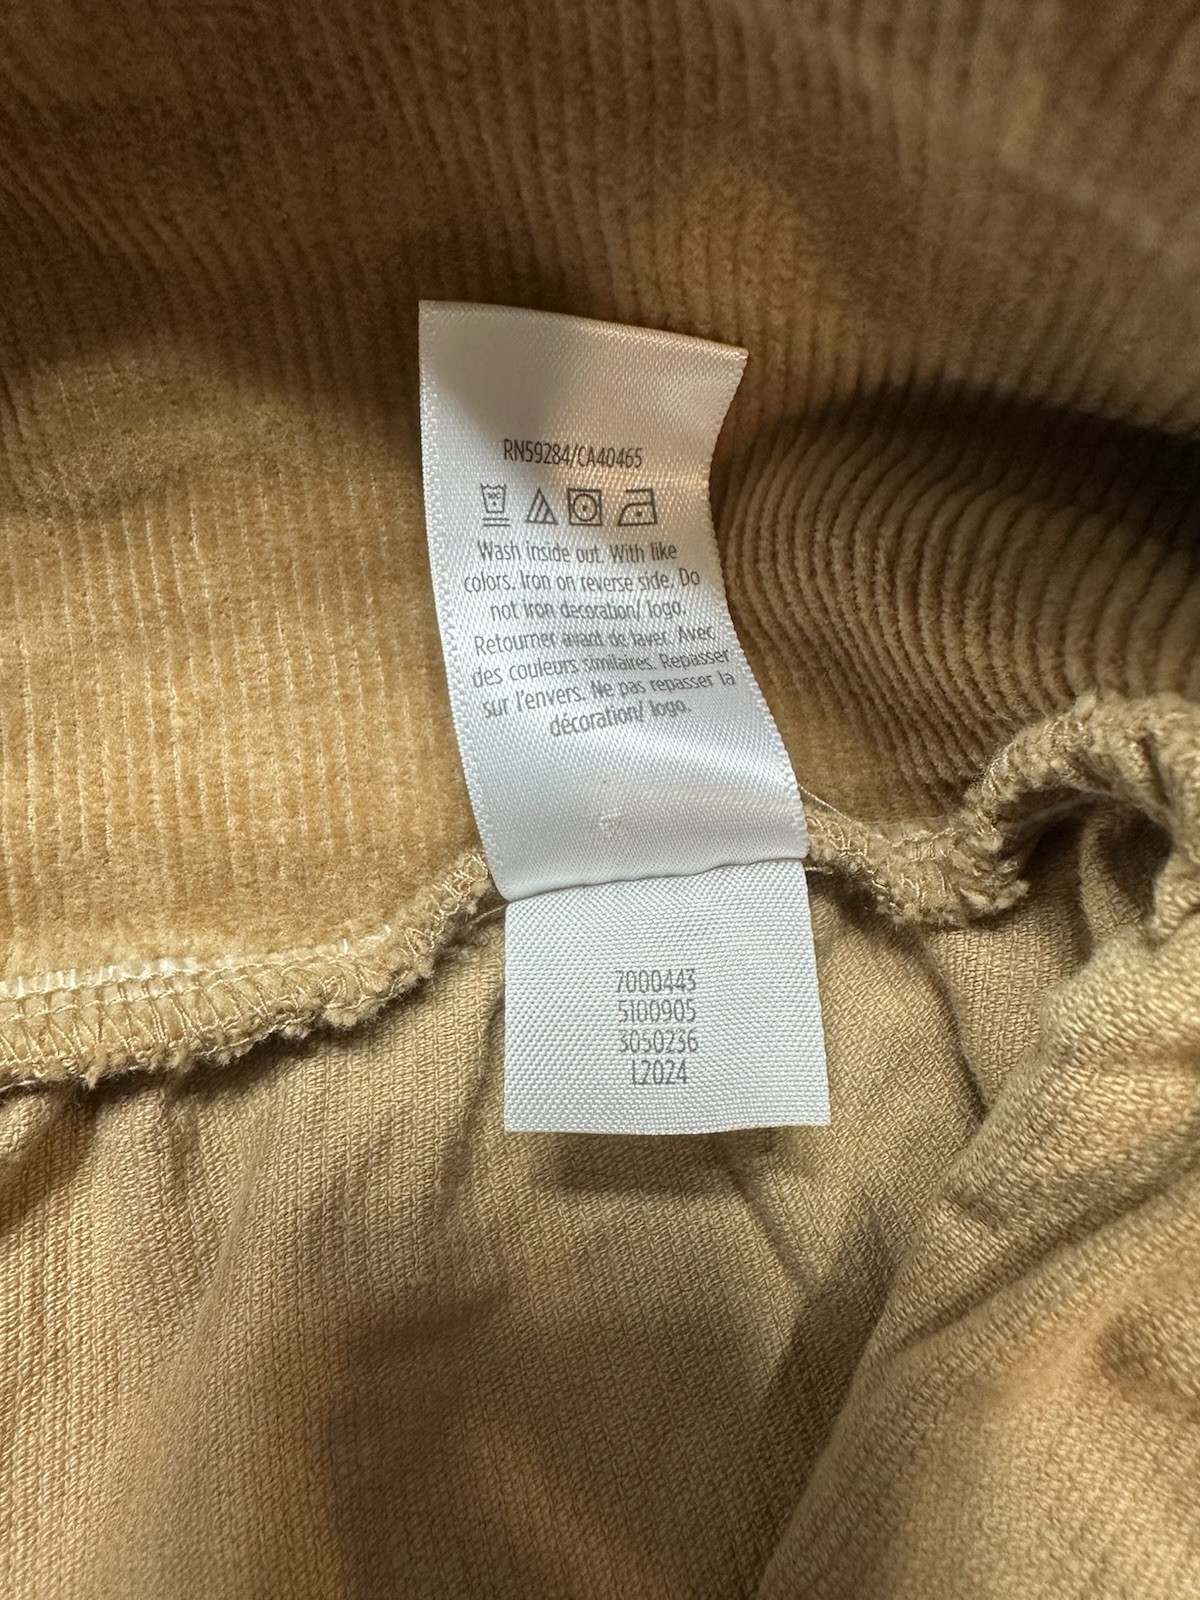 RN59284/CA40465
Wash inside out. With like
colors. Iron on reverse side. Do
not iron decoration/ logo.
Retourner avant de laver. Avec
des couleurs similaires. Repasser
sur l'envers. Ne pas repasser la
décoration/ logo.
7000443
5100905
3050236
L2024